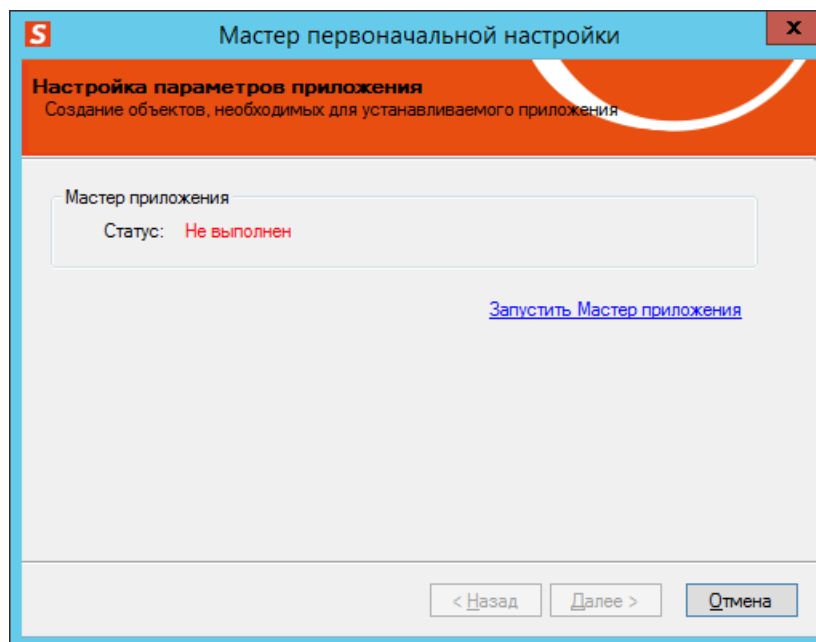 S
Мастер первоначальной настройки
x
Настройка параметров приложения
Создание объектов, необходимых для устанавливаемого приложения
Мастер приложения
Статус: Не выполнен
Запустить Мастер приложения
< Назад Далее > Отмена